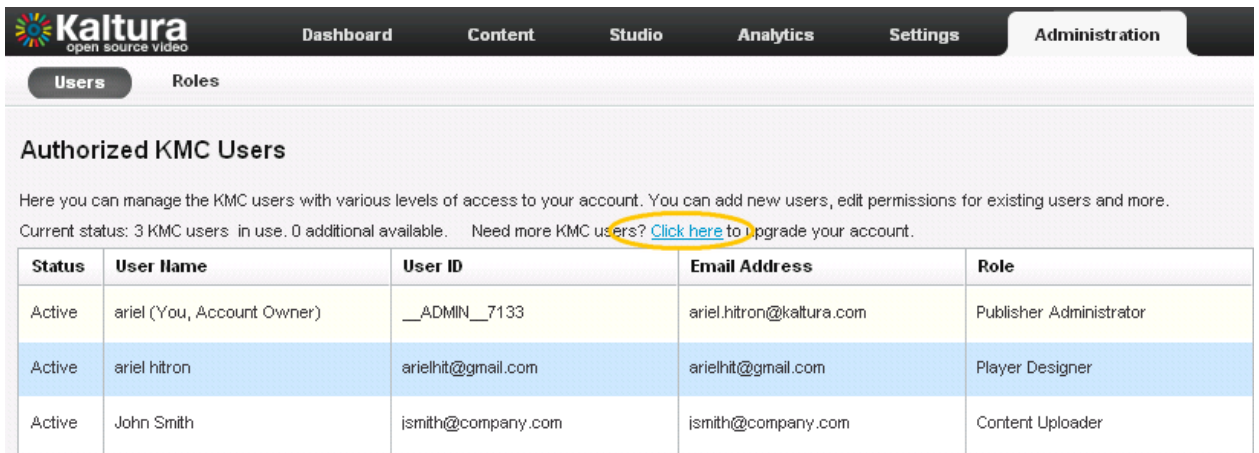 Kaltura
open source video
Dashboard Content Studio Analytics Settings Administration
Users Roles
Authorized KMC Users
Here you can manage the KMC users with various levels of access to your account. You can add new users, edit permissions for existing users and more.
Current status: 3 KMC users in use. 0 additional available. Need more KMC users? Click here to upgrade your account.
Status User Name User ID Email Address Role
Active ariel (You, Account Owner) __ADMIN__7133 ariel.hitron@kaltura.com Publisher Administrator
Active ariel hitron arielhit@gmail.com arielhit@gmail.com Player Designer
Active John Smith jsmith@company.com jsmith@company.com Content Uploader